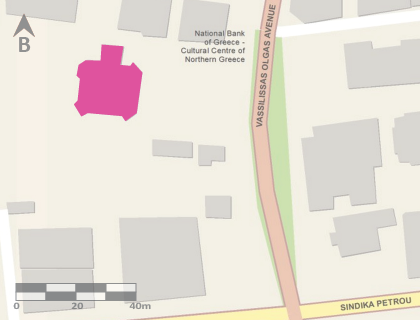 National Bank
of Greece -
Cultural Centre of
Northern Greece
VASSILISSAS OLGAS AVENUE
B
0 20 40m
SINDIKA PETROU